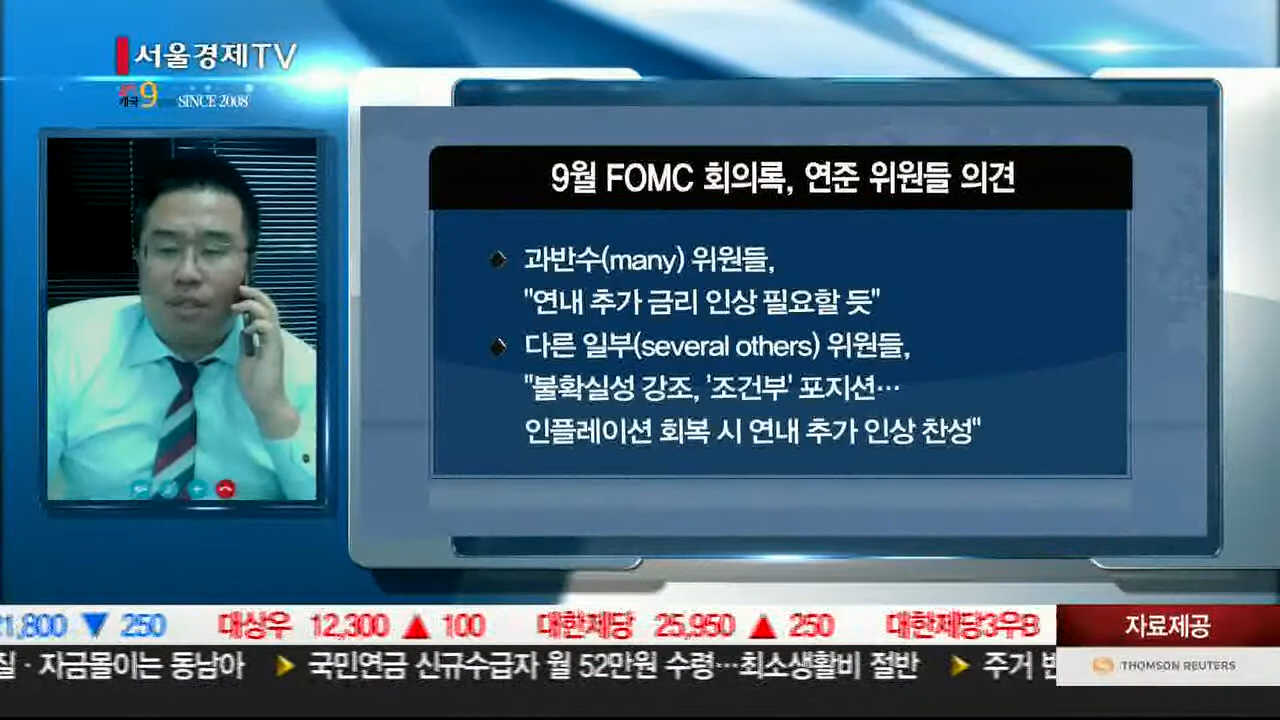 서울경제TV
개국 9 SINCE 2008
9월 FOMC 회의록, 연준 위원들 의견
과반수(many) 위원들,
"연내 추가 금리 인상 필요할 듯"
다른 일부(several others) 위원들,
"불확실성 강조, '조건부' 포지션…
인플레이션 회복 시 연내 추가 인상 찬성"
1,800 ▼ 250 대상우 12,300 ▲ 100 대한제당 25,950 ▲ 250 대한제당3우B
자료제공
질·자금몰이는 동남아 ▶ 국민연금 신규수급자 월 52만원 수령…최소생활비 절반 ▶ 주거
THOMSON REUTERS